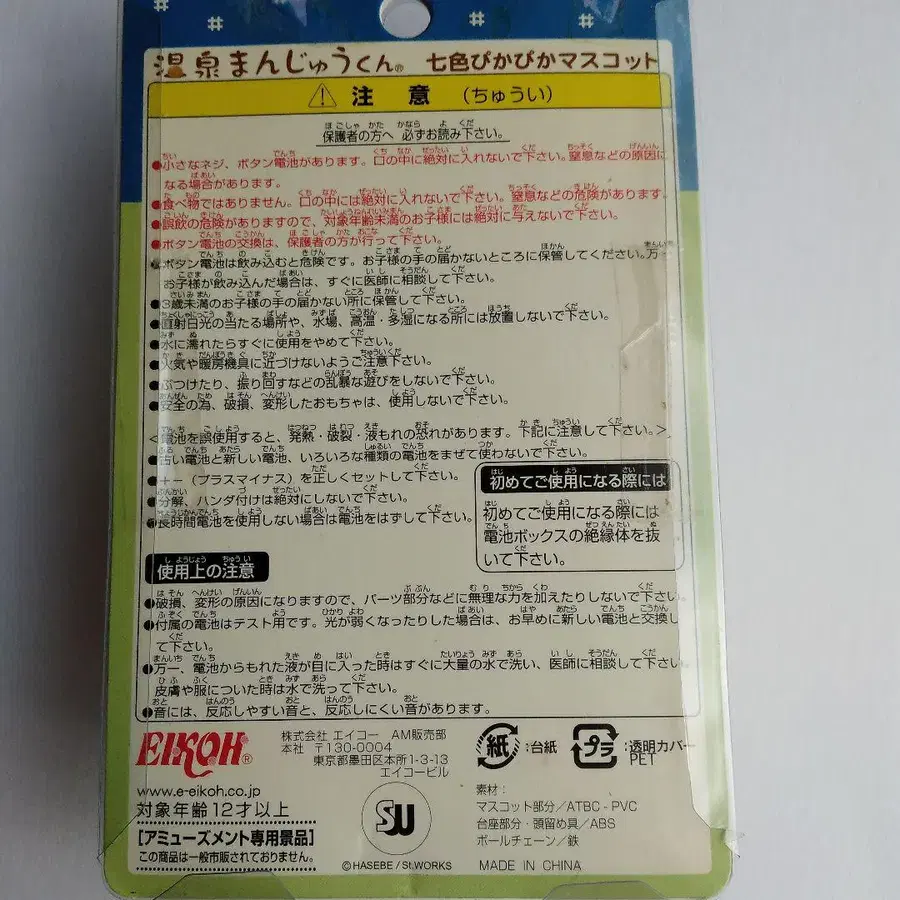 温泉まんじゅうくん® 七色ぴかぴかマスコット
⚠ 注 意 (ちゅうい)
保護者の方へ 必ずお読み下さい。
●小さなネジ、ボタン電池があります。口の中に絶対に入れないで下さい。窒息などの原因に
なる場合があります。
●食べ物ではありません。口の中には絶対に入れないで下さい。窒息などの危険があります。
●誤飲の危険がありますので、対象年齢未満のお子様には絶対に与えないで下さい。
●ボタン電池の交換は、保護者の方が行って下さい。
●ボタン電池は飲み込むと危険です。お子様の手の届かないところに保管してください。万一
お子様が飲み込んだ場合は、すぐに医師に相談して下さい。
●3歳未満のお子様の手の届かない所に保管して下さい。
●直射日光の当たる場所や、水場、高温・多湿になる所には放置しないで下さい。
●水に濡れたらすぐに使用をやめて下さい。
●火気や暖房機具に近づけないようご注意下さい。
●ぶつけたり、振り回すなどの乱暴な遊びをしないで下さい。
●安全の為、破損、変形したおもちゃは、使用しないで下さい。
<電池を誤使用すると、発熱・破裂・液もれの恐れがあります。下記に注意して下さい。>
●古い電池と新しい電池、いろいろな種類の電池をまぜて使わないで下さい。
●+-(プラスマイナス)を正しくセットして下さい。
●分解、ハンダ付けは絶対にしないで下さい。
●長時間電池を使用しない場合は電池をはずして下さい。
初めてご使用になる際には
初めてご使用になる際には
電池ボックスの絶縁体を抜
いて下さい。
使用上の注意
●破損、変形の原因になりますので、パーツ部分などに無理な力を加えたりしないで下さい。
●付属の電池はテスト用です。光が弱くなったりした場合は、お早めに新しい電池と交換し
て下さい。
●万一、電池からもれた液が目に入った時はすぐに大量の水で洗い、医師に相談して下さい。
皮膚や服についた時は水で洗って下さい。
●音には、反応しやすい音と、反応しにくい音があります。
EIKOH®
株式会社 エイコー AM販売部
本社 〒130-0004
東京都墨田区本所1-3-13
エイコービル
紙:台紙
プラ:透明カバー
PET
www.e-eikoh.co.jp
対象年齢12才以上
[アミューズメント専用景品]
この商品は一般市販されておりません。
SU
©HASEBE / SI.WORKS
素材:
マスコット部分/ATBC-PVC
台座部分・頭留め具/ABS
ボールチェーン/鉄
MADE IN CHINA